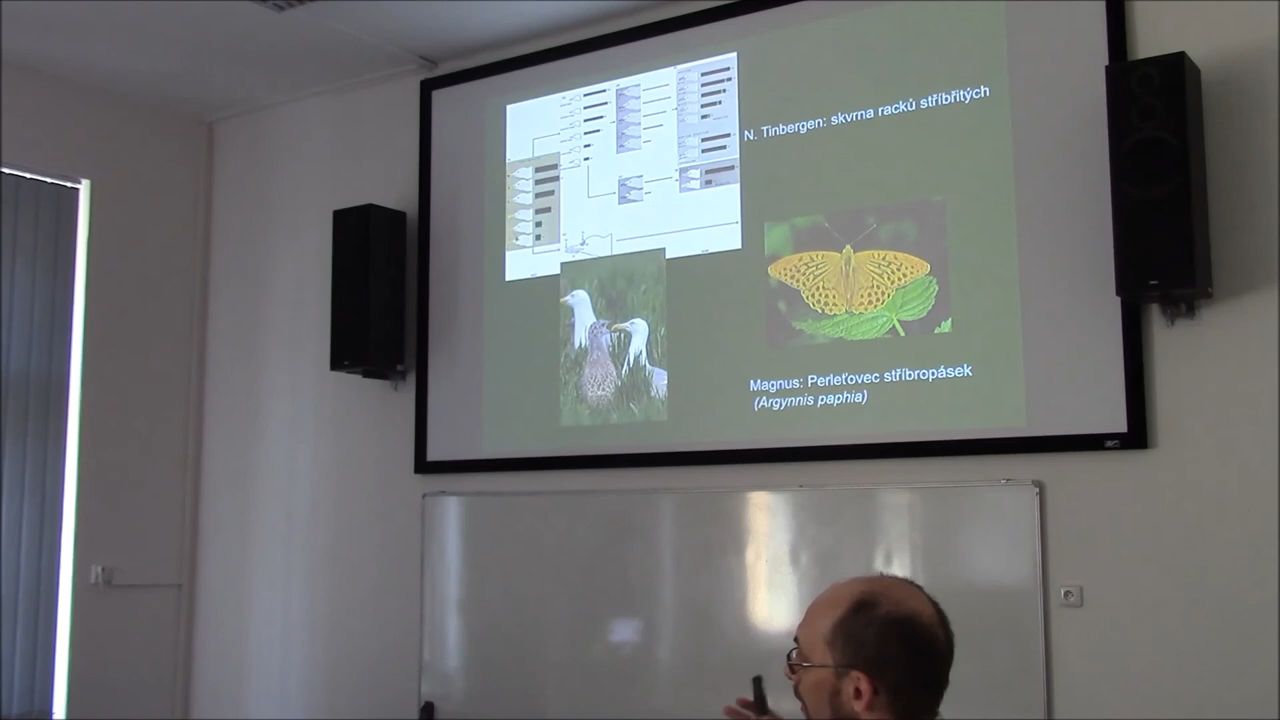 N. Tinbergen: skvrna racků stříbřitých
Magnus: Perleťovec stříbropásek
(Argynnis paphia)